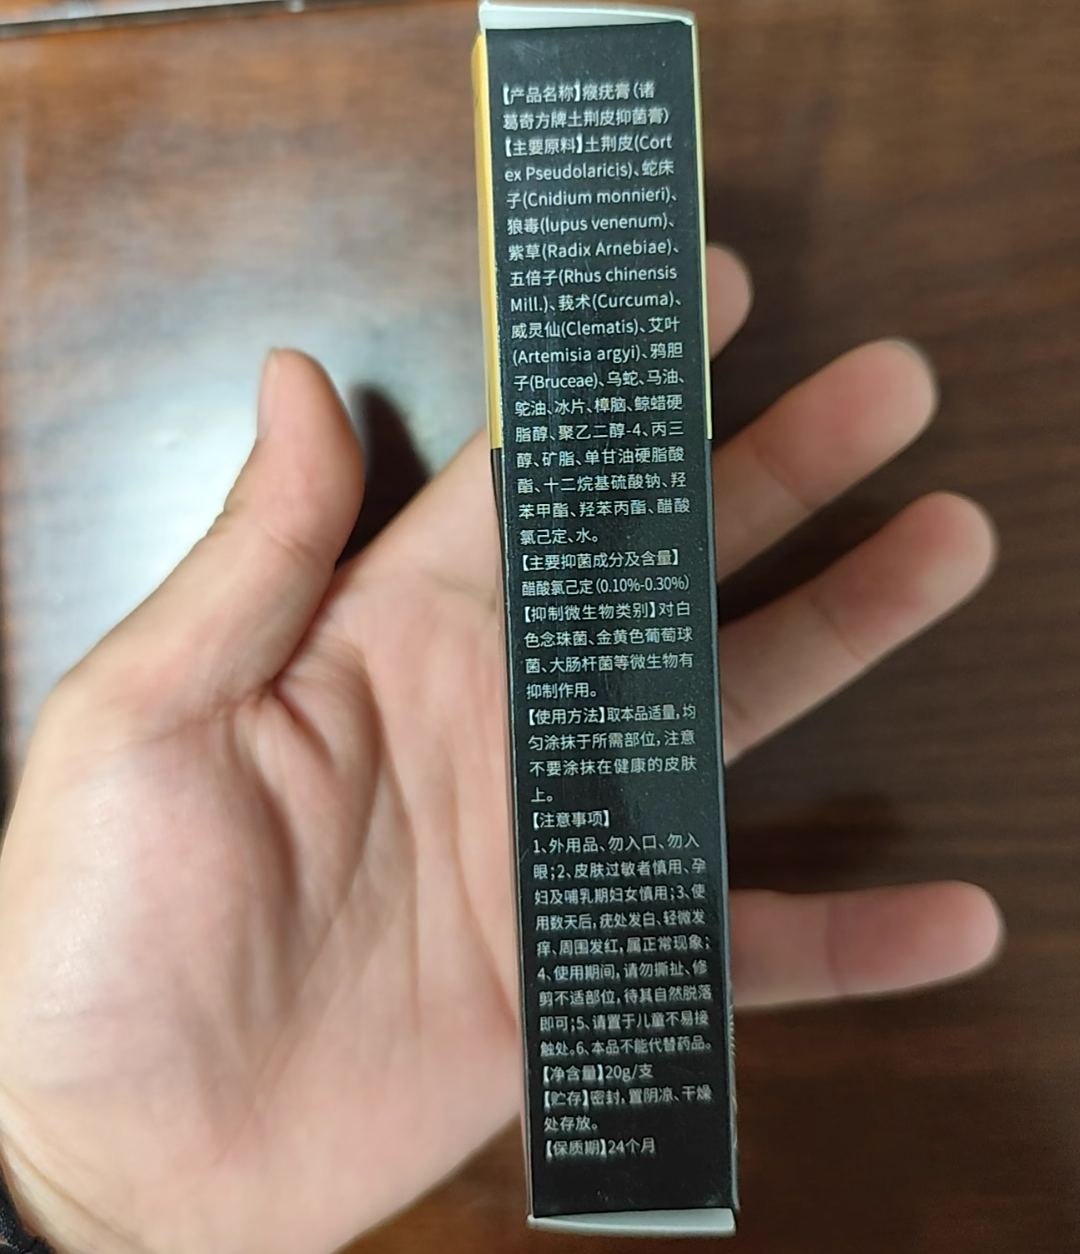 【产品名称】瘊疣膏(诸
葛奇方牌土荆皮抑菌膏)
【主要原料】土荆皮(Cort
ex Pseudolaricis)、蛇床
子(Cnidium monnieri)、
狼毒(lupus venenum)、
紫草(Radix Arnebiae)、
五倍子(Rhus chinensis
Mill.)、莪术(Curcuma)、
威灵仙(Clematis)、艾叶
(Artemisia argyi)、鸦胆
子(Bruceae)、乌蛇、马油、
鸵油、冰片、樟脑、鲸蜡硬
脂醇、聚乙二醇-4、丙三
醇、矿脂、单甘油硬脂酸
酯、十二烷基硫酸钠、羟
苯甲酯、羟苯丙酯、醋酸
氯己定、水。
【主要抑菌成分及含量】
醋酸氯己定(0.10%-0.30%)
【抑制微生物类别】对白
色念珠菌、金黄色葡萄球
菌、大肠杆菌等微生物有
抑制作用。
【使用方法】取本品适量,均
匀涂抹于所需部位,注意
不要涂抹在健康的皮肤
上。
【注意事项】
1、外用品、勿入口、勿入
眼;2、皮肤过敏者慎用、孕
妇及哺乳期妇女慎用;3、使
用数天后,疣处发白、轻微发
痒、周围发红,属正常现象;
4、使用期间,请勿撕扯、修
剪不适部位,待其自然脱落
即可;5、请置于儿童不易接
触处。6、本品不能代替药品。
【净含量】20g/支
【贮存】密封,置阴凉、干燥
处存放。
【保质期】24个月